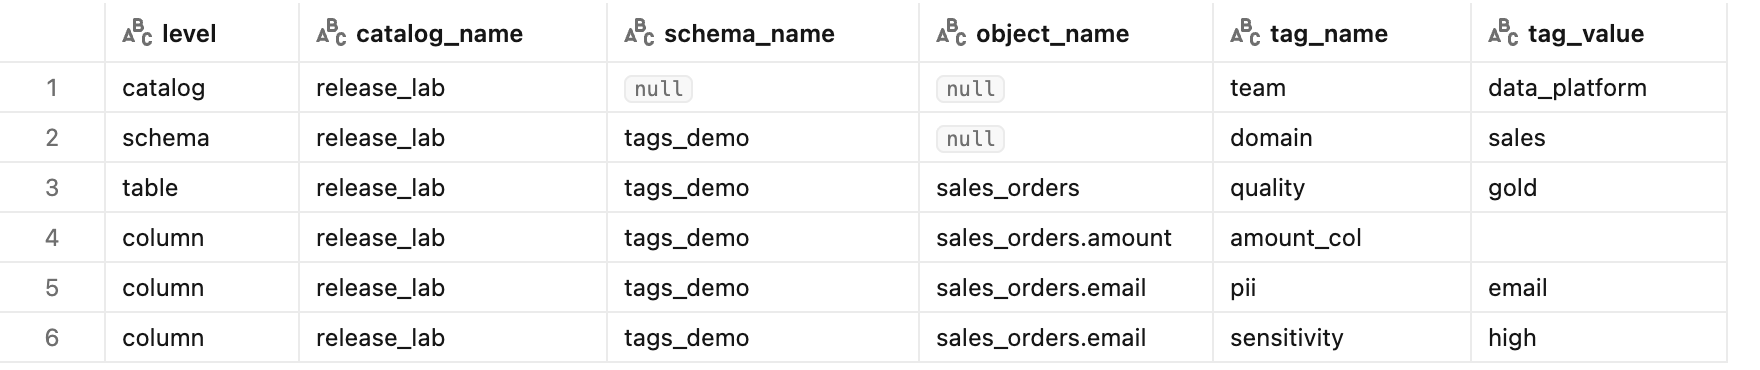 level catalog_name schema_name object_name tag_name tag_value
1 catalog release_lab null null team data_platform
2 schema release_lab tags_demo null domain sales
3 table release_lab tags_demo sales_orders quality gold
4 column release_lab tags_demo sales_orders.amount amount_col
5 column release_lab tags_demo sales_orders.email pii email
6 column release_lab tags_demo sales_orders.email sensitivity high